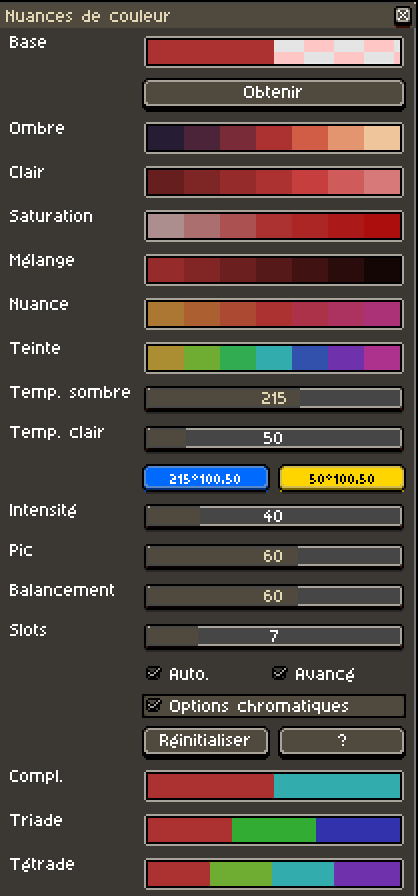 Nuances de couleur
Base
Obtenir
Ombre
Clair
Saturation
Mélange
Nuance
Teinte
Temp. sombre 215
Temp. clair 50
215°100.50 50°100.50
Intensité 40
Pic 60
Balancement 60
Slots 7
Auto. Avancé
Options chromatiques
Réinitialiser ?
Compl.
Triade
Tétrade